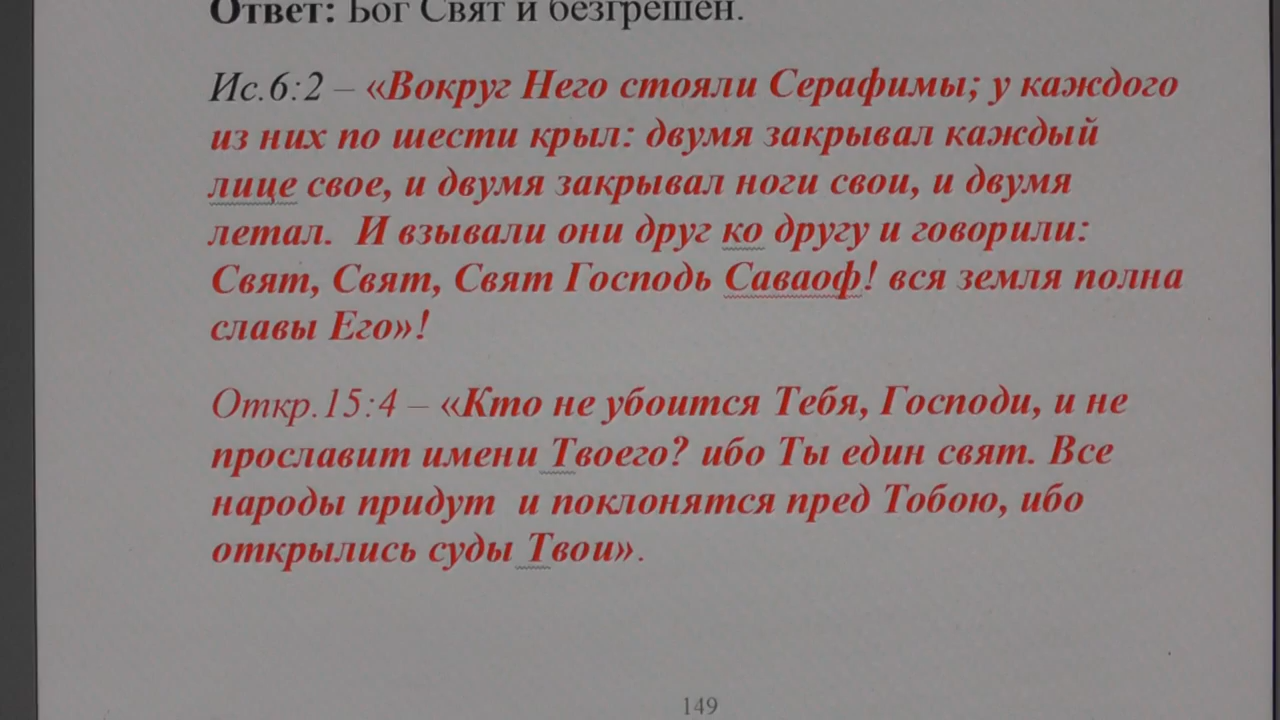 Ответ: Бог Свят и безгрешен.
Ис.6:2 – «Вокруг Него стояли Серафимы; у каждого
из них по шести крыл: двумя закрывал каждый
лице свое, и двумя закрывал ноги свои, и двумя
летал.  И взывали они друг ко другу и говорили:
Свят, Свят, Свят Господь Саваоф! вся земля полна
славы Его»!
Откр.15:4 – «Кто не убоится Тебя, Господи, и не
прославит имени Твоего? ибо Ты един свят. Все
народы придут  и поклонятся пред Тобою, ибо
открылись суды Твои».
149